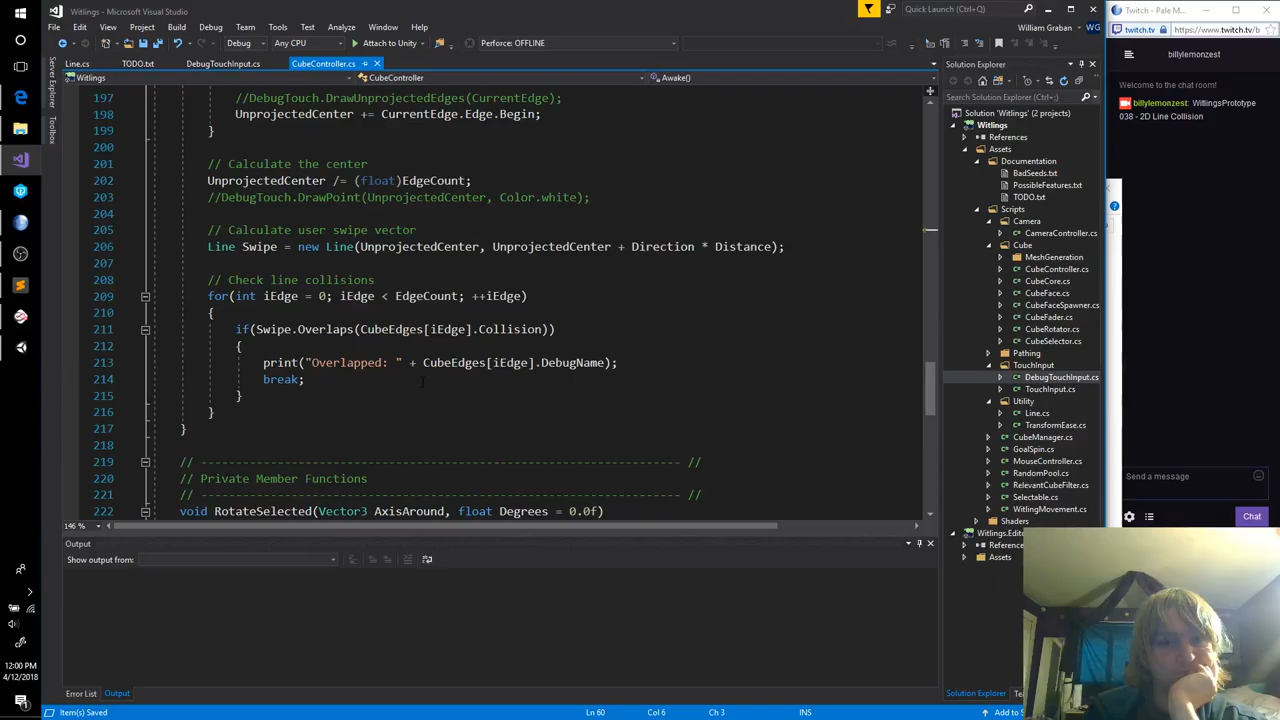 Witlings - Microsoft Visual Studio
Quick Launch (Ctrl+Q)
Twitch - Pale M...
File Edit View Project Build Debug Team Tools Test Analyze Window Help
William Graban WG
Debug Any CPU Attach to Unity Perforce OFFLINE
twitch.tv https://www.twitch.tv/b
Line.cs TODO.txt DebugTouchInput.cs CubeController.cs
Witlings CubeController Awake()
Server Explorer
Toolbox
197 //DebugTouch.DrawUnprojectedEdges(CurrentEdge);
198 UnprojectedCenter += CurrentEdge.Edge.Begin;
199 }
200
201 // Calculate the center
202 UnprojectedCenter /= (float)EdgeCount;
203 //DebugTouch.DrawPoint(UnprojectedCenter, Color.white);
204
205 // Calculate user swipe vector
206 Line Swipe = new Line(UnprojectedCenter, UnprojectedCenter + Direction * Distance);
207
208 // Check line collisions
209 for(int iEdge = 0; iEdge < EdgeCount; ++iEdge)
210 {
211 if(Swipe.Overlaps(CubeEdges[iEdge].Collision))
212 {
213 print("Overlapped: " + CubeEdges[iEdge].DebugName);
214 break;
215 }
216 }
217 }
218
219 // -------------------------------------------------------------------- //
220 // Private Member Functions
221 // -------------------------------------------------------------------- //
222 void RotateSelected(Vector3 AxisAround, float Degrees = 0.0f)
146 %
Output
Show output from:
Error List Output
Item(s) Saved Ln 60 Col 6 Ch 3 INS Add to S
Solution Explorer
Search Solution Explorer (Ctrl+;)
Solution 'Witlings' (2 projects)
Witlings
References
Assets
Documentation
BadSeeds.txt
PossibleFeatures.txt
TODO.txt
Scripts
Camera
CameraController.cs
Cube
MeshGeneration
CubeController.cs
CubeCore.cs
CubeFace.cs
CubeFaceSpawner.cs
CubeFader.cs
CubeRotator.cs
CubeSelector.cs
Pathing
TouchInput
DebugTouchInput.cs
TouchInput.cs
Utility
Line.cs
TransformEase.cs
CubeManager.cs
GoalSpin.cs
MouseController.cs
RandomPool.cs
RelevantCubeFilter.cs
Selectable.cs
WitlingMovement.cs
Shaders
Witlings.Editor
Reference
Assets
Solution Explorer Te
billylemonzest
Welcome to the chat room!
billylemonzest: WitlingsPrototype
038 - 2D Line Collision
Send a message
Chat
12:00 PM
4/12/2018